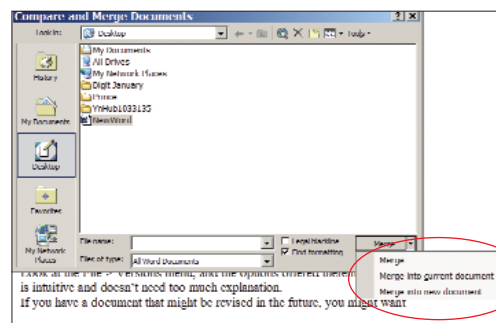 Compare and Merge Documents
Look in:
Desktop
Tools
My Documents
All Drives
My Network Places
Digit January
Prince
YnHub1033135
NewWord
History
My Documents
Desktop
Favorites
My Network
Places
File name:
Files of type:
All Word Documents
Legal blackline
Find formatting
Merge
Merge
Merge into current document
Merge into new document
Look at the File > Versions menu, and the options offered
is intuitive and doesn't need too much explanation.
If you have a document that might be revised in the future, you might want